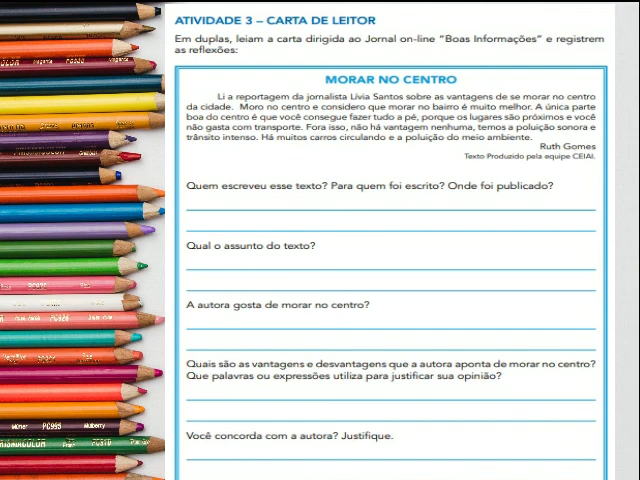 ATIVIDADE 3 – CARTA DE LEITOR
Em duplas, leiam a carta dirigida ao Jornal on-line “Boas Informações” e registrem
as reflexões:
MORAR NO CENTRO
Li a reportagem da jornalista Lívia Santos sobre as vantagens de se morar no centro
da cidade. Moro no centro e considero que morar no bairro é muito melhor. A única parte
boa do centro é que você consegue fazer tudo a pé, porque os lugares são próximos e você
não gasta com transporte. Fora isso, não há vantagem nenhuma, temos a poluição sonora e
trânsito intenso. Há muitos carros circulando e a poluição do meio ambiente.
Ruth Gomes
Texto Produzido pela equipe CEIAI.
Quem escreveu esse texto? Para quem foi escrito? Onde foi publicado?
Qual o assunto do texto?
A autora gosta de morar no centro?
Quais são as vantagens e desvantagens que a autora aponta de morar no centro?
Que palavras ou expressões utiliza para justificar sua opinião?
Você concorda com a autora? Justifique.
Magenta
PC995 Mulberry
PRISMACOLOR